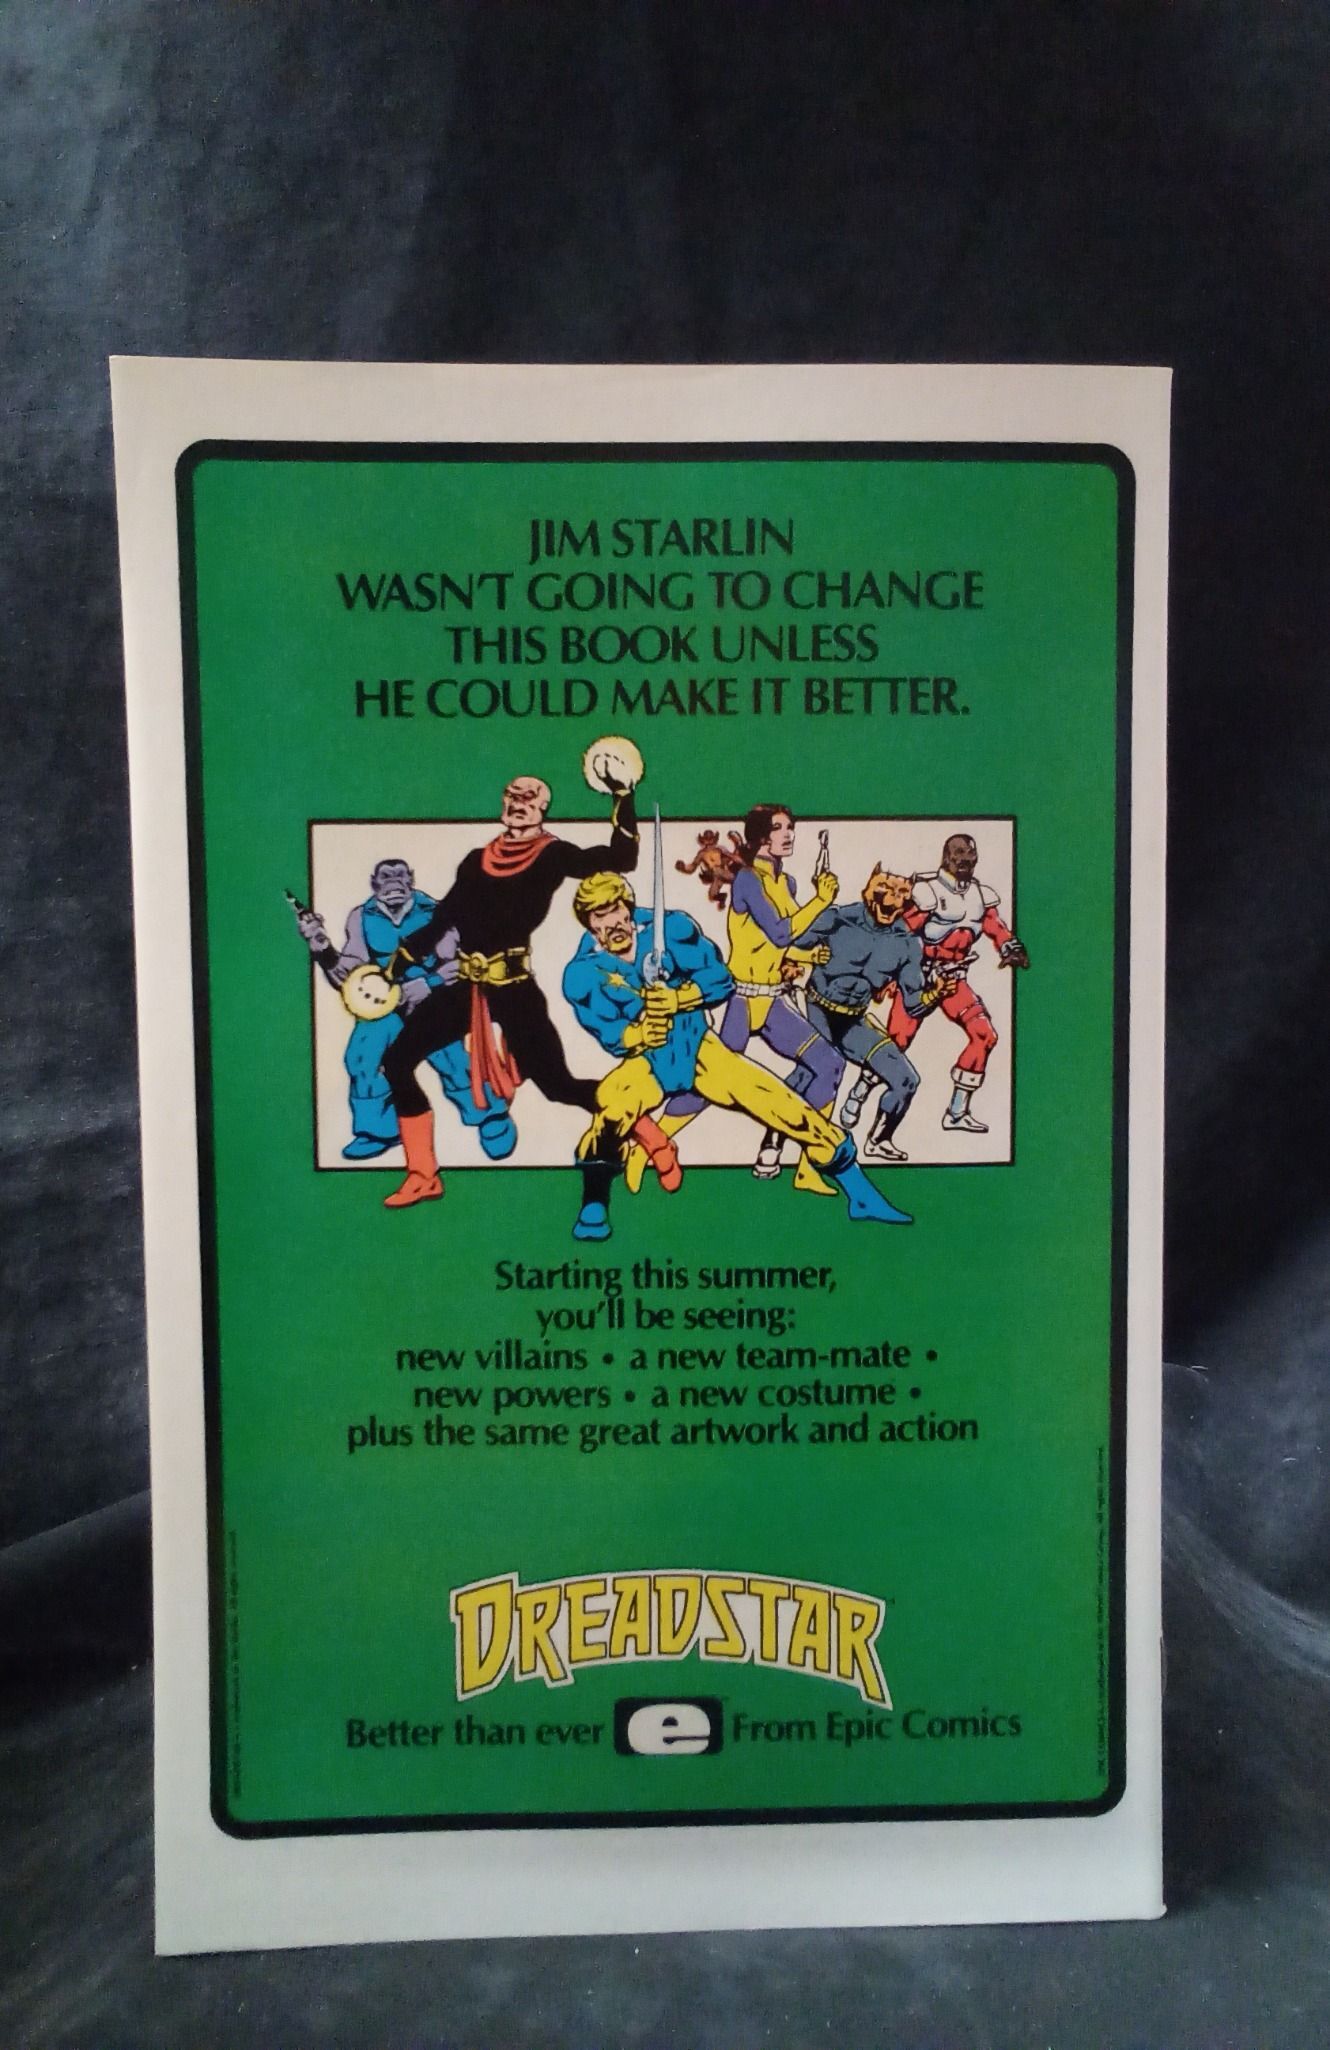 JIM STARLIN
WASN'T GOING TO CHANGE
THIS BOOK UNLESS
HE COULD MAKE IT BETTER.
Starting this summer,
you'll be seeing:
new villains • a new team-mate •
new powers • a new costume •
plus the same great artwork and action
DREADSTAR
Better than ever e From Epic Comics